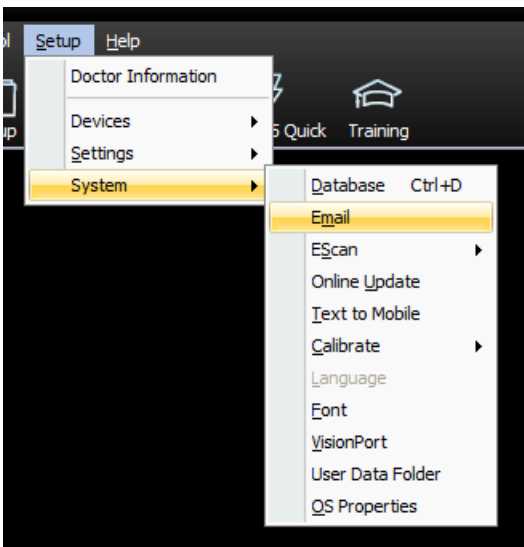 Setup Help
Doctor Information
Devices
Settings
System
Quick Training
Database Ctrl+D
Email
EScan
Online Update
Text to Mobile
Calibrate
Language
Font
VisionPort
User Data Folder
OS Properties